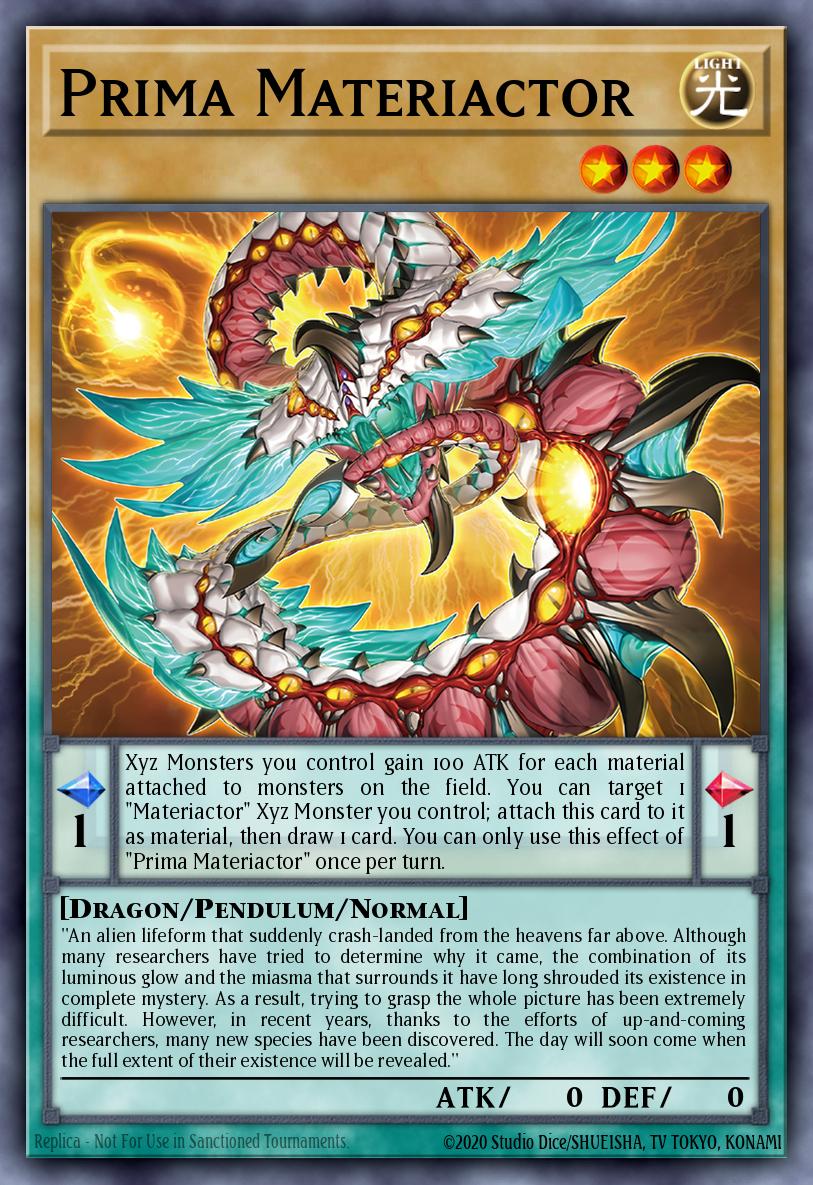 PRIMA MATERIACTOR
LIGHT
光
Xyz Monsters you control gain 100 ATK for each material
attached to monsters on the field. You can target 1
"Materiactor" Xyz Monster you control; attach this card to it
as material, then draw 1 card. You can only use this effect of
"Prima Materiactor" once per turn.
1
1
[DRAGON/PENDULUM/NORMAL]
"An alien lifeform that suddenly crash-landed from the heavens far above. Although
many researchers have tried to determine why it came, the combination of its
luminous glow and the miasma that surrounds it have long shrouded its existence in
complete mystery. As a result, trying to grasp the whole picture has been extremely
difficult. However, in recent years, thanks to the efforts of up-and-coming
researchers, many new species have been discovered. The day will soon come when
the full extent of their existence will be revealed."
ATK/ 0 DEF/ 0
Replica - Not For Use in Sanctioned Tournaments.
©2020 Studio Dice/SHUEISHA, TV TOKYO, KONAMI